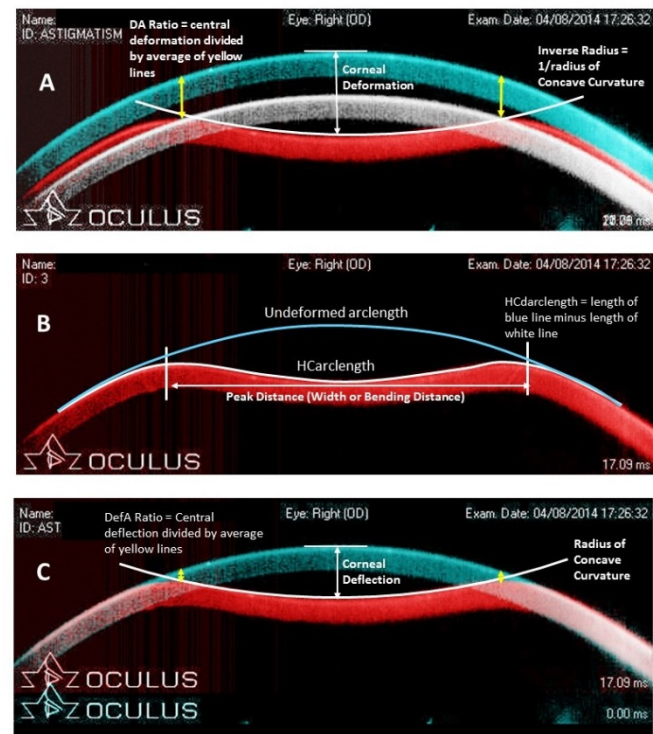 Name:
ID: ASTIGMATISM
DA Ratio = central
deformation divided
by average of yellow
lines
Eye: Right (OD)
Exam. Date: 04/08/2014 17:26:32
Inverse Radius =
1/radius of
Concave Curvature
A
Corneal
Deformation
OCULUS
ms
Name:
ID: 3
Eye: Right (OD)
Exam. Date: 04/08/2014 17:26:32
B
Undeformed arclength
HCdarclength = length of
blue line minus length of
white line
HCarclength
Peak Distance (Width or Bending Distance)
OCULUS
17.09 ms
Name:
ID: AST
DefA Ratio = Central
deflection divided by average
of yellow lines
Eye: Right (OD)
Exam. Date: 04/08/2014 17:26:32
C
Corneal
Deflection
Radius of
Concave
Curvature
OCULUS
17.09 ms
OCULUS
0.00 ms